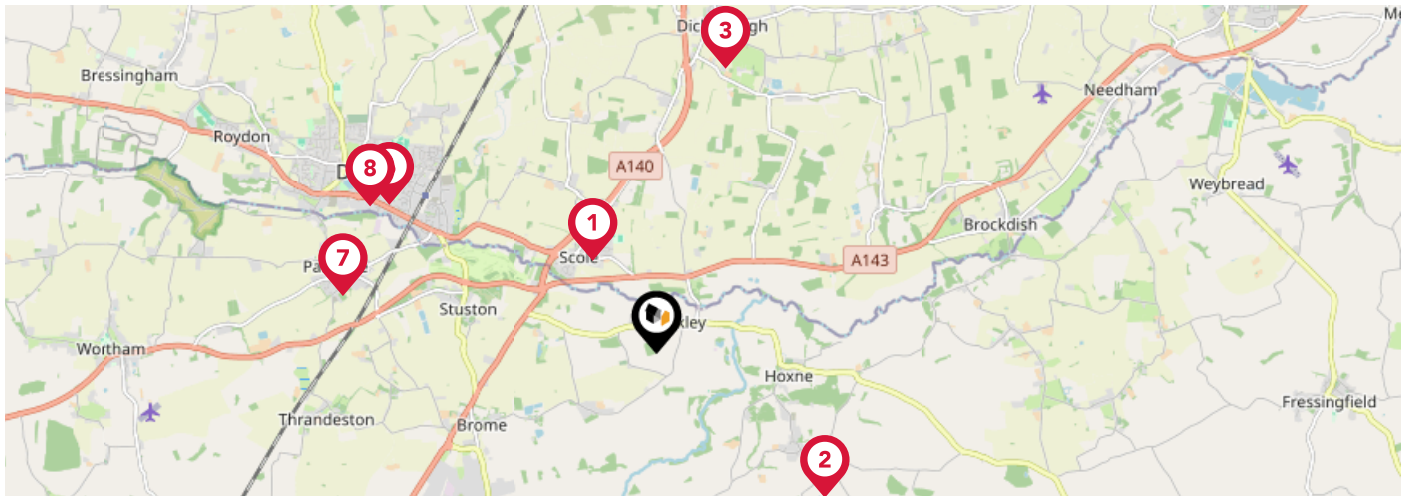 3
Bressingham
Needham
Roydon
A140
8
Weybread
1
Brockdish
Scole
A143
7
Stuston
Wortham
Hoxne
Fressingfield
Thrandeston
Brome
2